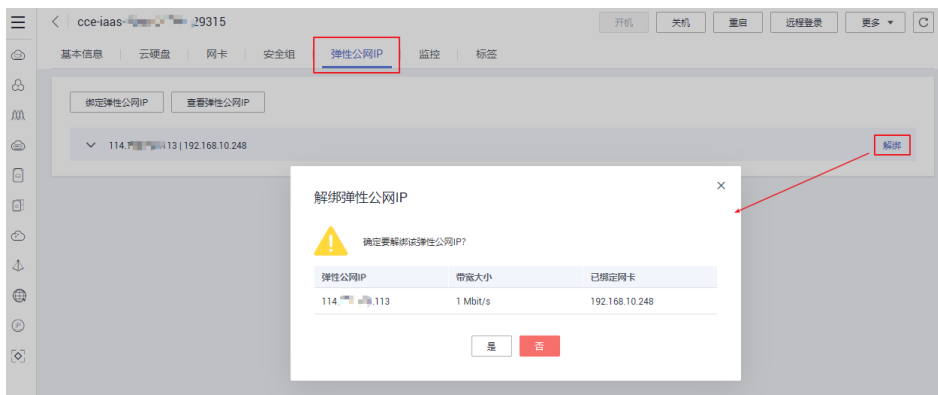 cce-iaas- 29315
开机 关机 重启 远程登录 更多 C
基本信息 云硬盘 网卡 安全组 弹性公网IP 监控 标签
绑定弹性公网IP 查看弹性公网IP
114. 113 | 192.168.10.248 解绑
解绑弹性公网IP
确定要解绑该弹性公网IP?
弹性公网IP 带宽大小 已绑定网卡
114. .113 1 Mbit/s 192.168.10.248
是 否